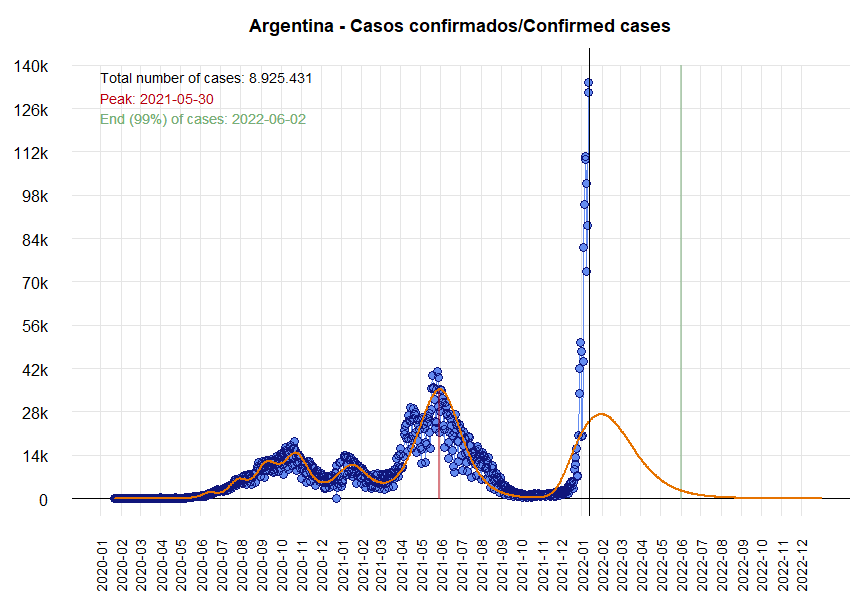 Argentina - Casos confirmados/Confirmed cases
140k
126k
112k
98k
84k
70k
56k
42k
28k
14k
0
Total number of cases: 8.925.431
Peak: 2021-05-30
End (99%) of cases: 2022-06-02
2020-01
2020-02
2020-03
2020-04
2020-05
2020-06
2020-07
2020-08
2020-09
2020-10
2020-11
2020-12
2021-01
2021-02
2021-03
2021-04
2021-05
2021-06
2021-07
2021-08
2021-09
2021-10
2021-11
2021-12
2022-01
2022-02
2022-03
2022-04
2022-05
2022-06
2022-07
2022-08
2022-09
2022-10
2022-11
2022-12